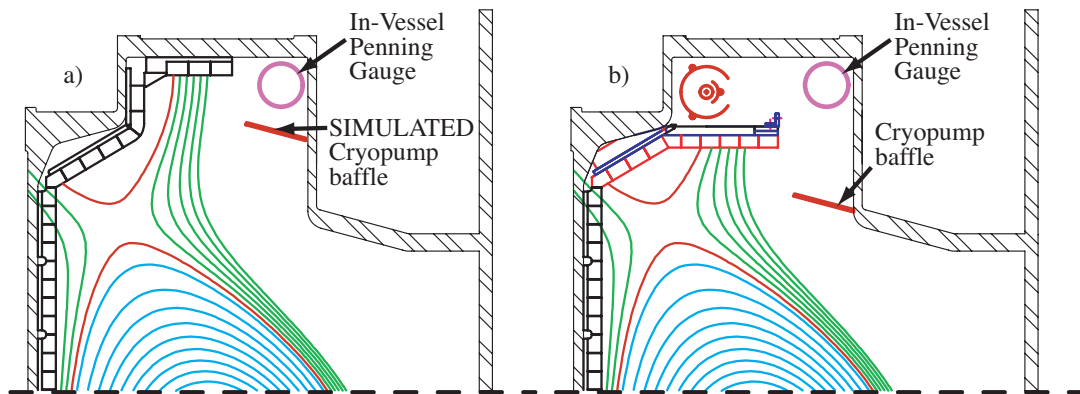 a)
In-Vessel
Penning
Gauge
SIMULATED
Cryopump
baffle
b)
In-Vessel
Penning
Gauge
Cryopump
baffle